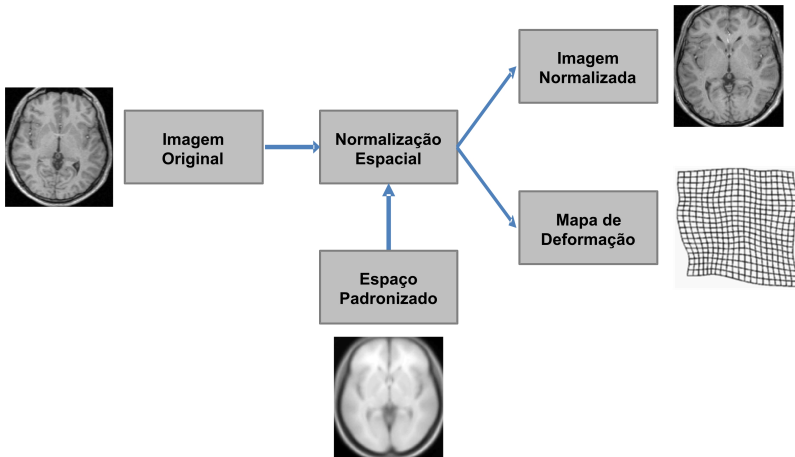 Imagem
Original
Normalização
Espacial
Imagem
Normalizada
Mapa de
Deformação
Espaço
Padronizado